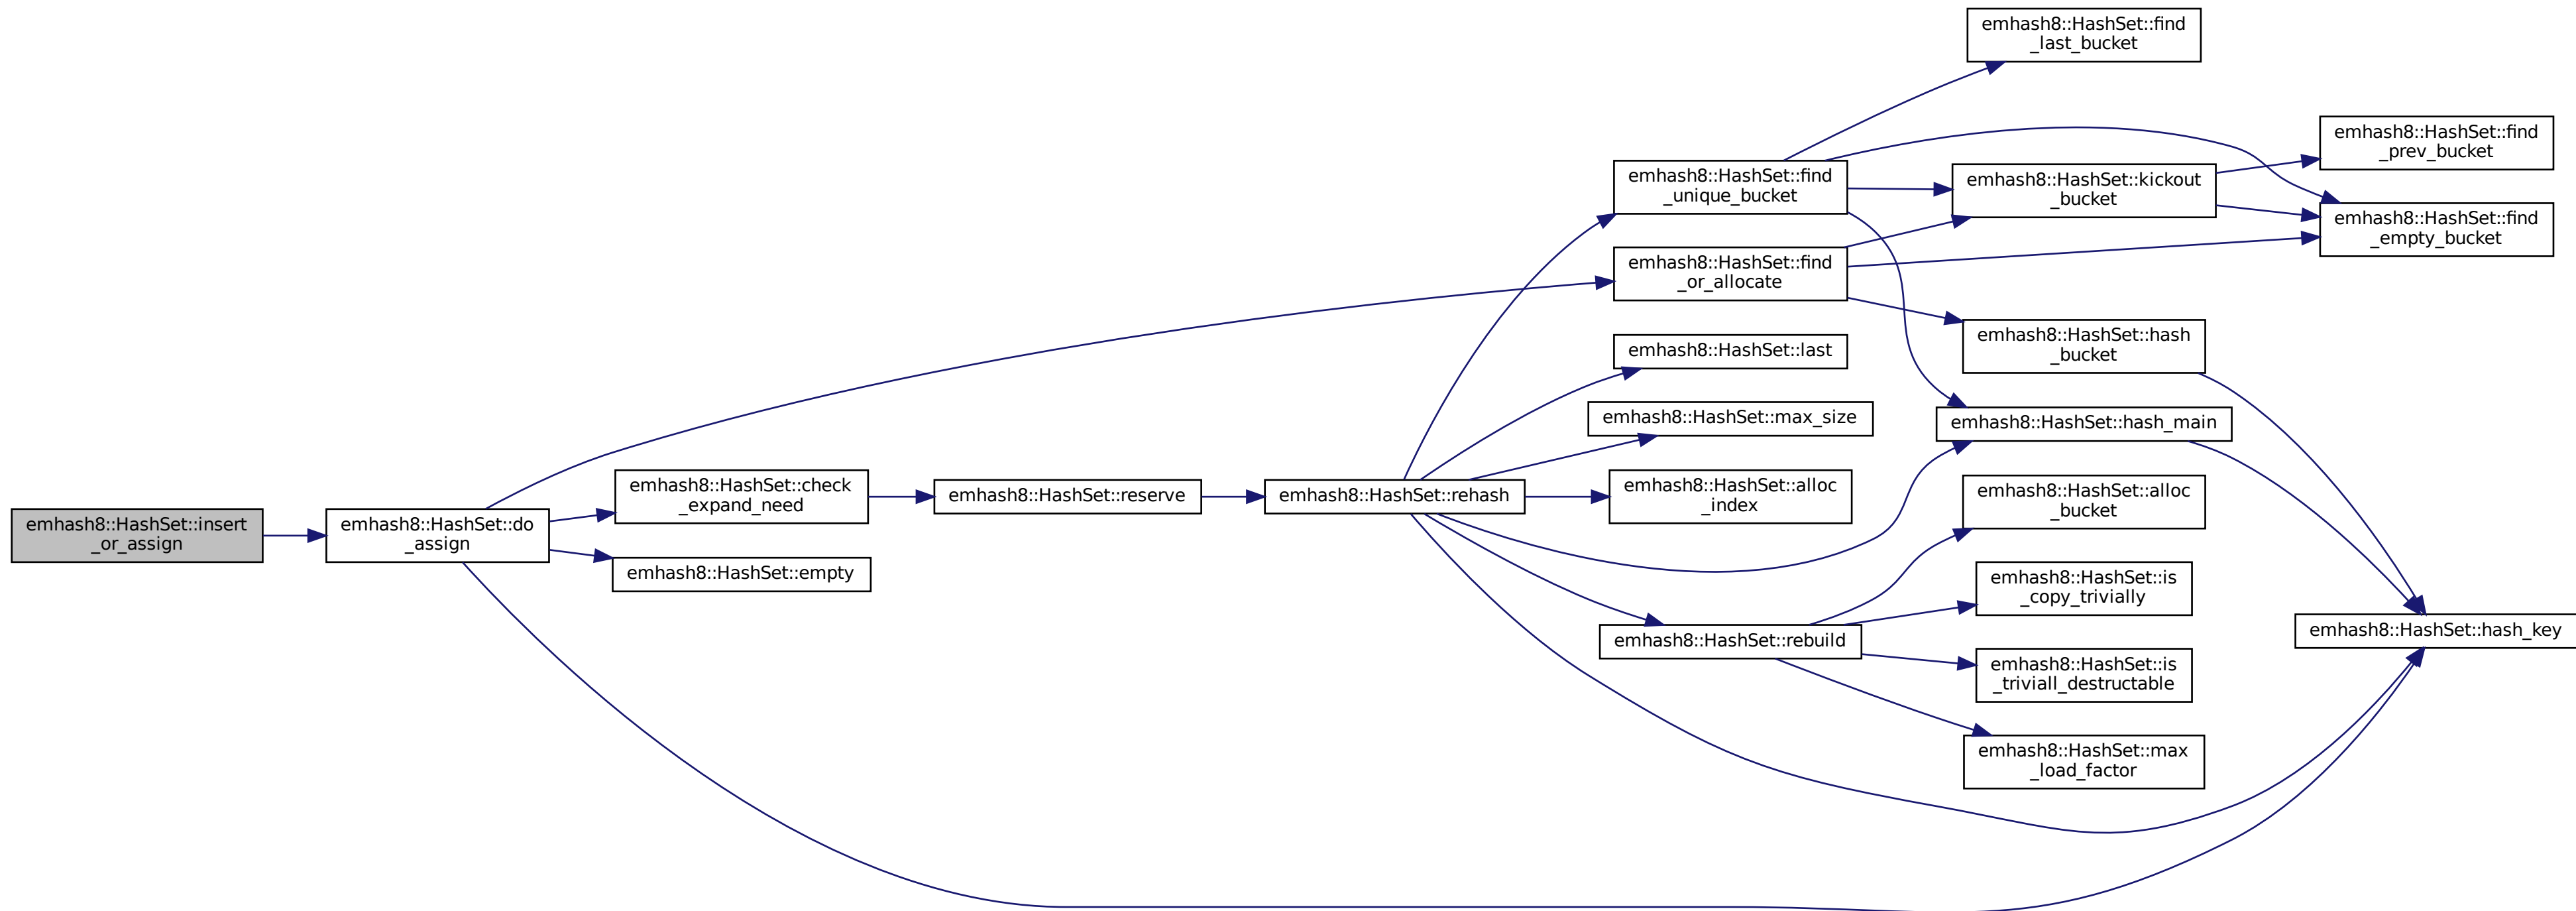 emhash8::HashSet::insert
_or_assign
emhash8::HashSet::do
_assign
emhash8::HashSet::check
_expand_need
emhash8::HashSet::empty
emhash8::HashSet::reserve
emhash8::HashSet::rehash
emhash8::HashSet::find
_unique_bucket
emhash8::HashSet::find
_or_allocate
emhash8::HashSet::last
emhash8::HashSet::max_size
emhash8::HashSet::alloc
_index
emhash8::HashSet::rebuild
emhash8::HashSet::find
_last_bucket
emhash8::HashSet::kickout
_bucket
emhash8::HashSet::hash
_bucket
emhash8::HashSet::hash_main
emhash8::HashSet::alloc
_bucket
emhash8::HashSet::is
_copy_trivially
emhash8::HashSet::is
_triviall_destructable
emhash8::HashSet::max
_load_factor
emhash8::HashSet::find
_prev_bucket
emhash8::HashSet::find
_empty_bucket
emhash8::HashSet::hash_key